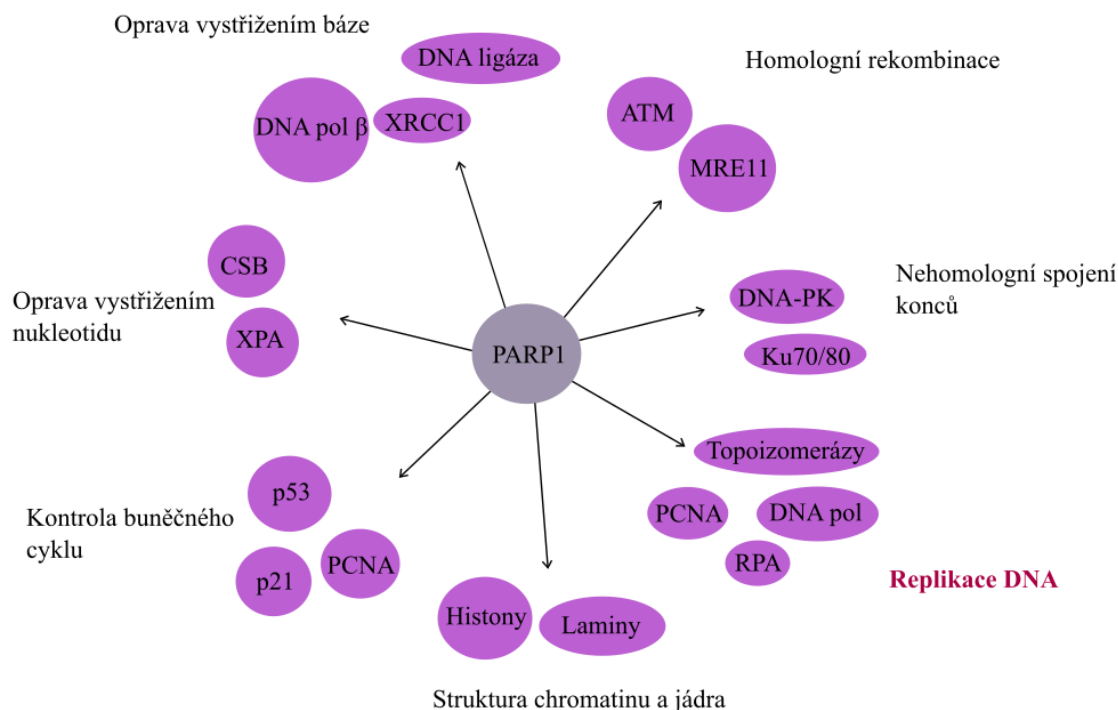 Oprava vystřižením báze
DNA ligáza
DNA pol β
XRCC1
Homologní rekombinace
ATM
MRE11
CSB
XPA
Oprava vystřižením
nukleotidu
PARP1
Nehomologní spojení
konců
DNA-PK
Ku70/80
Topoizomerázy
PCNA
DNA pol
RPA
Replikace DNA
Kontrola buněčného
cyklu
p53
p21
PCNA
Histony
Laminy
Struktura chromatinu a jádra